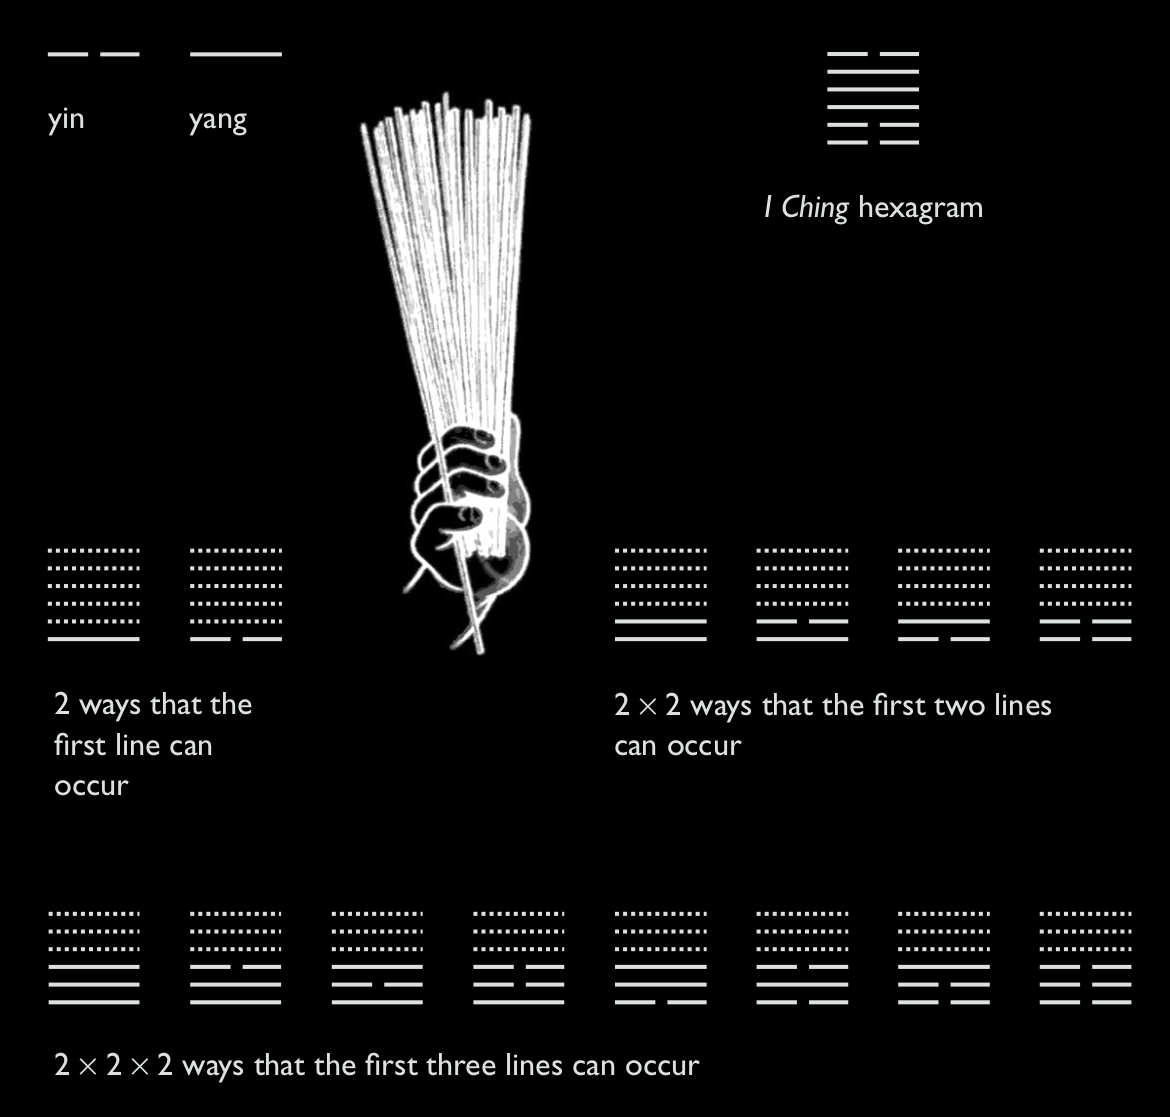 yin
yang
I Ching hexagram
2 ways that the
first line can
occur
2 × 2 ways that the first two lines
can occur
2 × 2 × 2 ways that the first three lines can occur